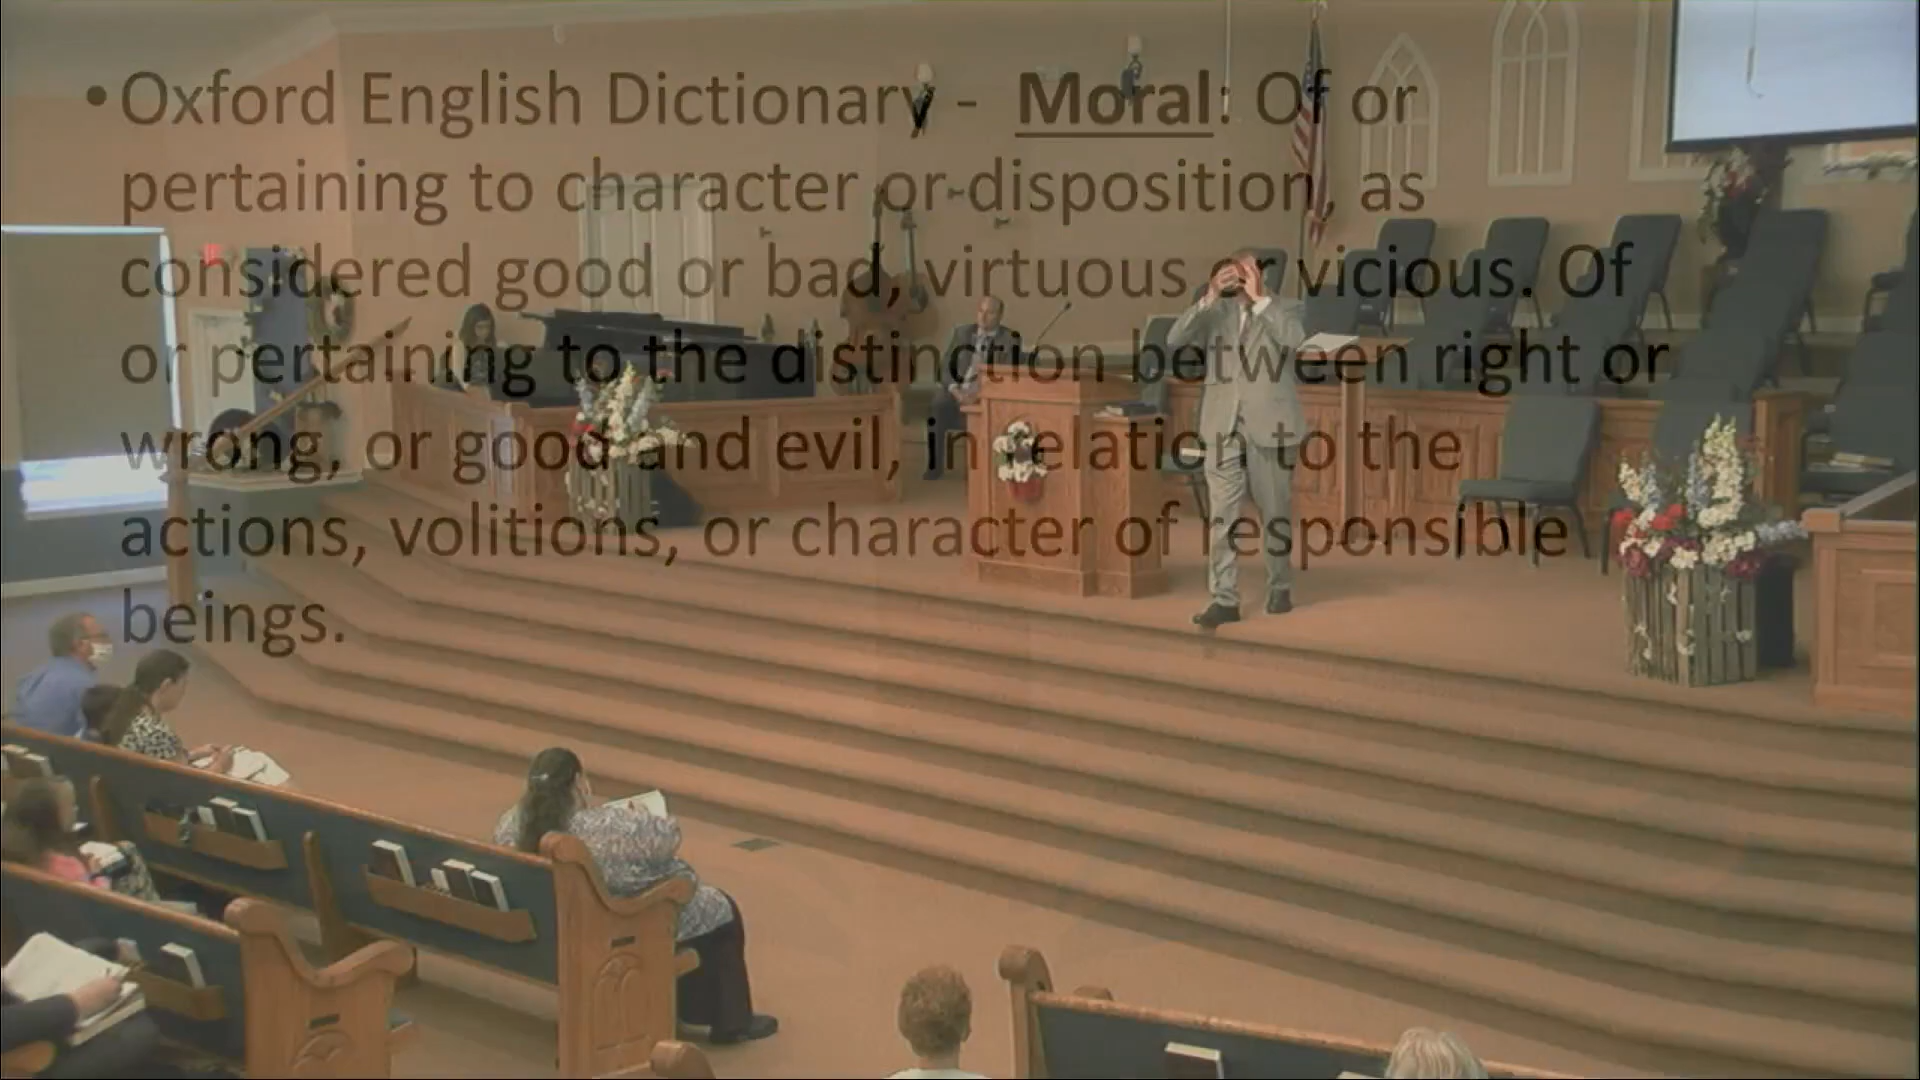 • Oxford English Dictionary - Moral: Of or
pertaining to character or disposition, as
considered good or bad, virtuous or vicious. Of
or pertaining to the distinction between right or
wrong, or good and evil, in relation to the
actions, volitions, or character of responsible
beings.